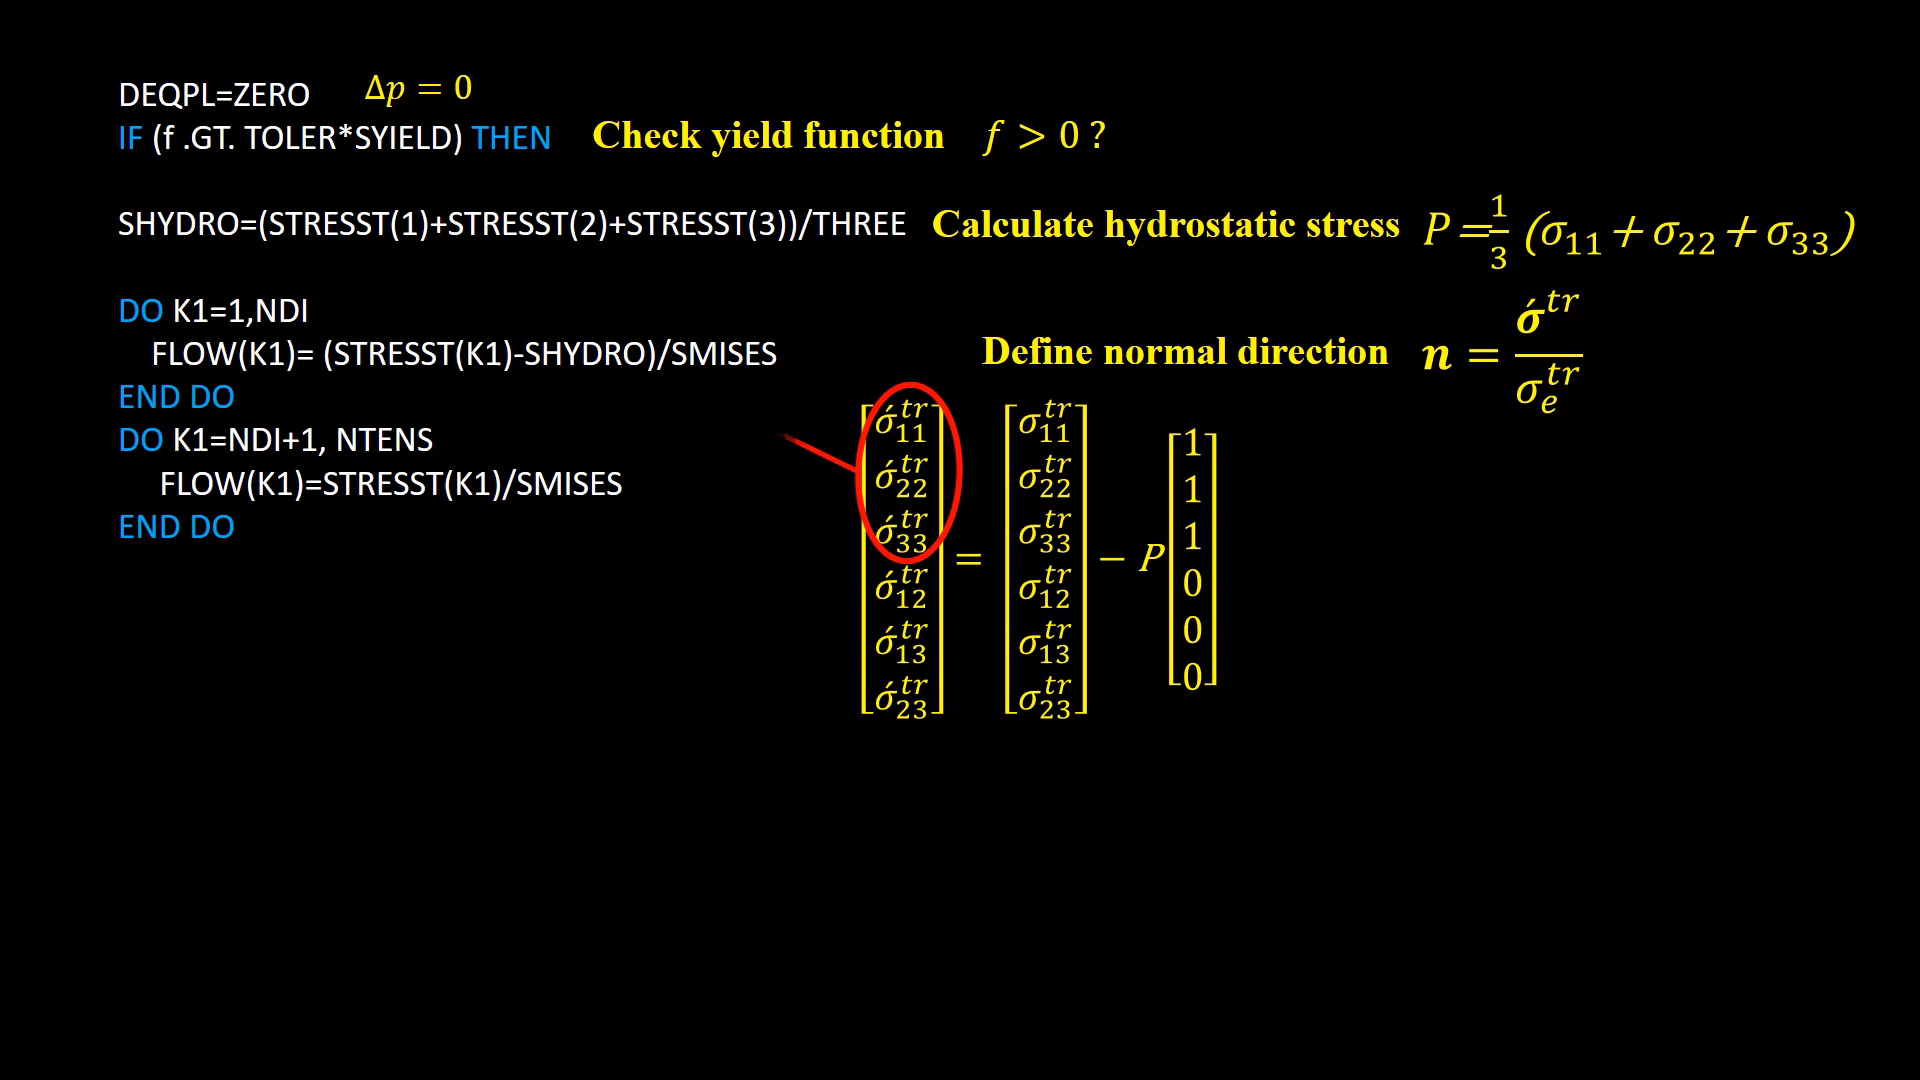 DEQPL=ZERO Δp = 0
IF (f .GT. TOLER*SYIELD) THEN Check yield function f > 0 ?
SHYDRO=(STRESST(1)+STRESST(2)+STRESST(3))/THREE Calculate hydrostatic stress P = 1/3 (σ₁₁ + σ₂₂ + σ₃₃)
DO K1=1,NDI
FLOW(K1)= (STRESST(K1)-SHYDRO)/SMISES Define normal direction n = σ́^tr / σ_e^tr
END DO
DO K1=NDI+1, NTENS
FLOW(K1)=STRESST(K1)/SMISES
END DO
[σ́₁₁^tr σ́₂₂^tr σ́₃₃^tr σ́₁₂^tr σ́₁₃^tr σ́₂₃^tr] = [σ₁₁^tr σ₂₂^tr σ₃₃^tr σ₁₂^tr σ₁₃^tr σ₂₃^tr] − P [1 1 1 0 0 0]